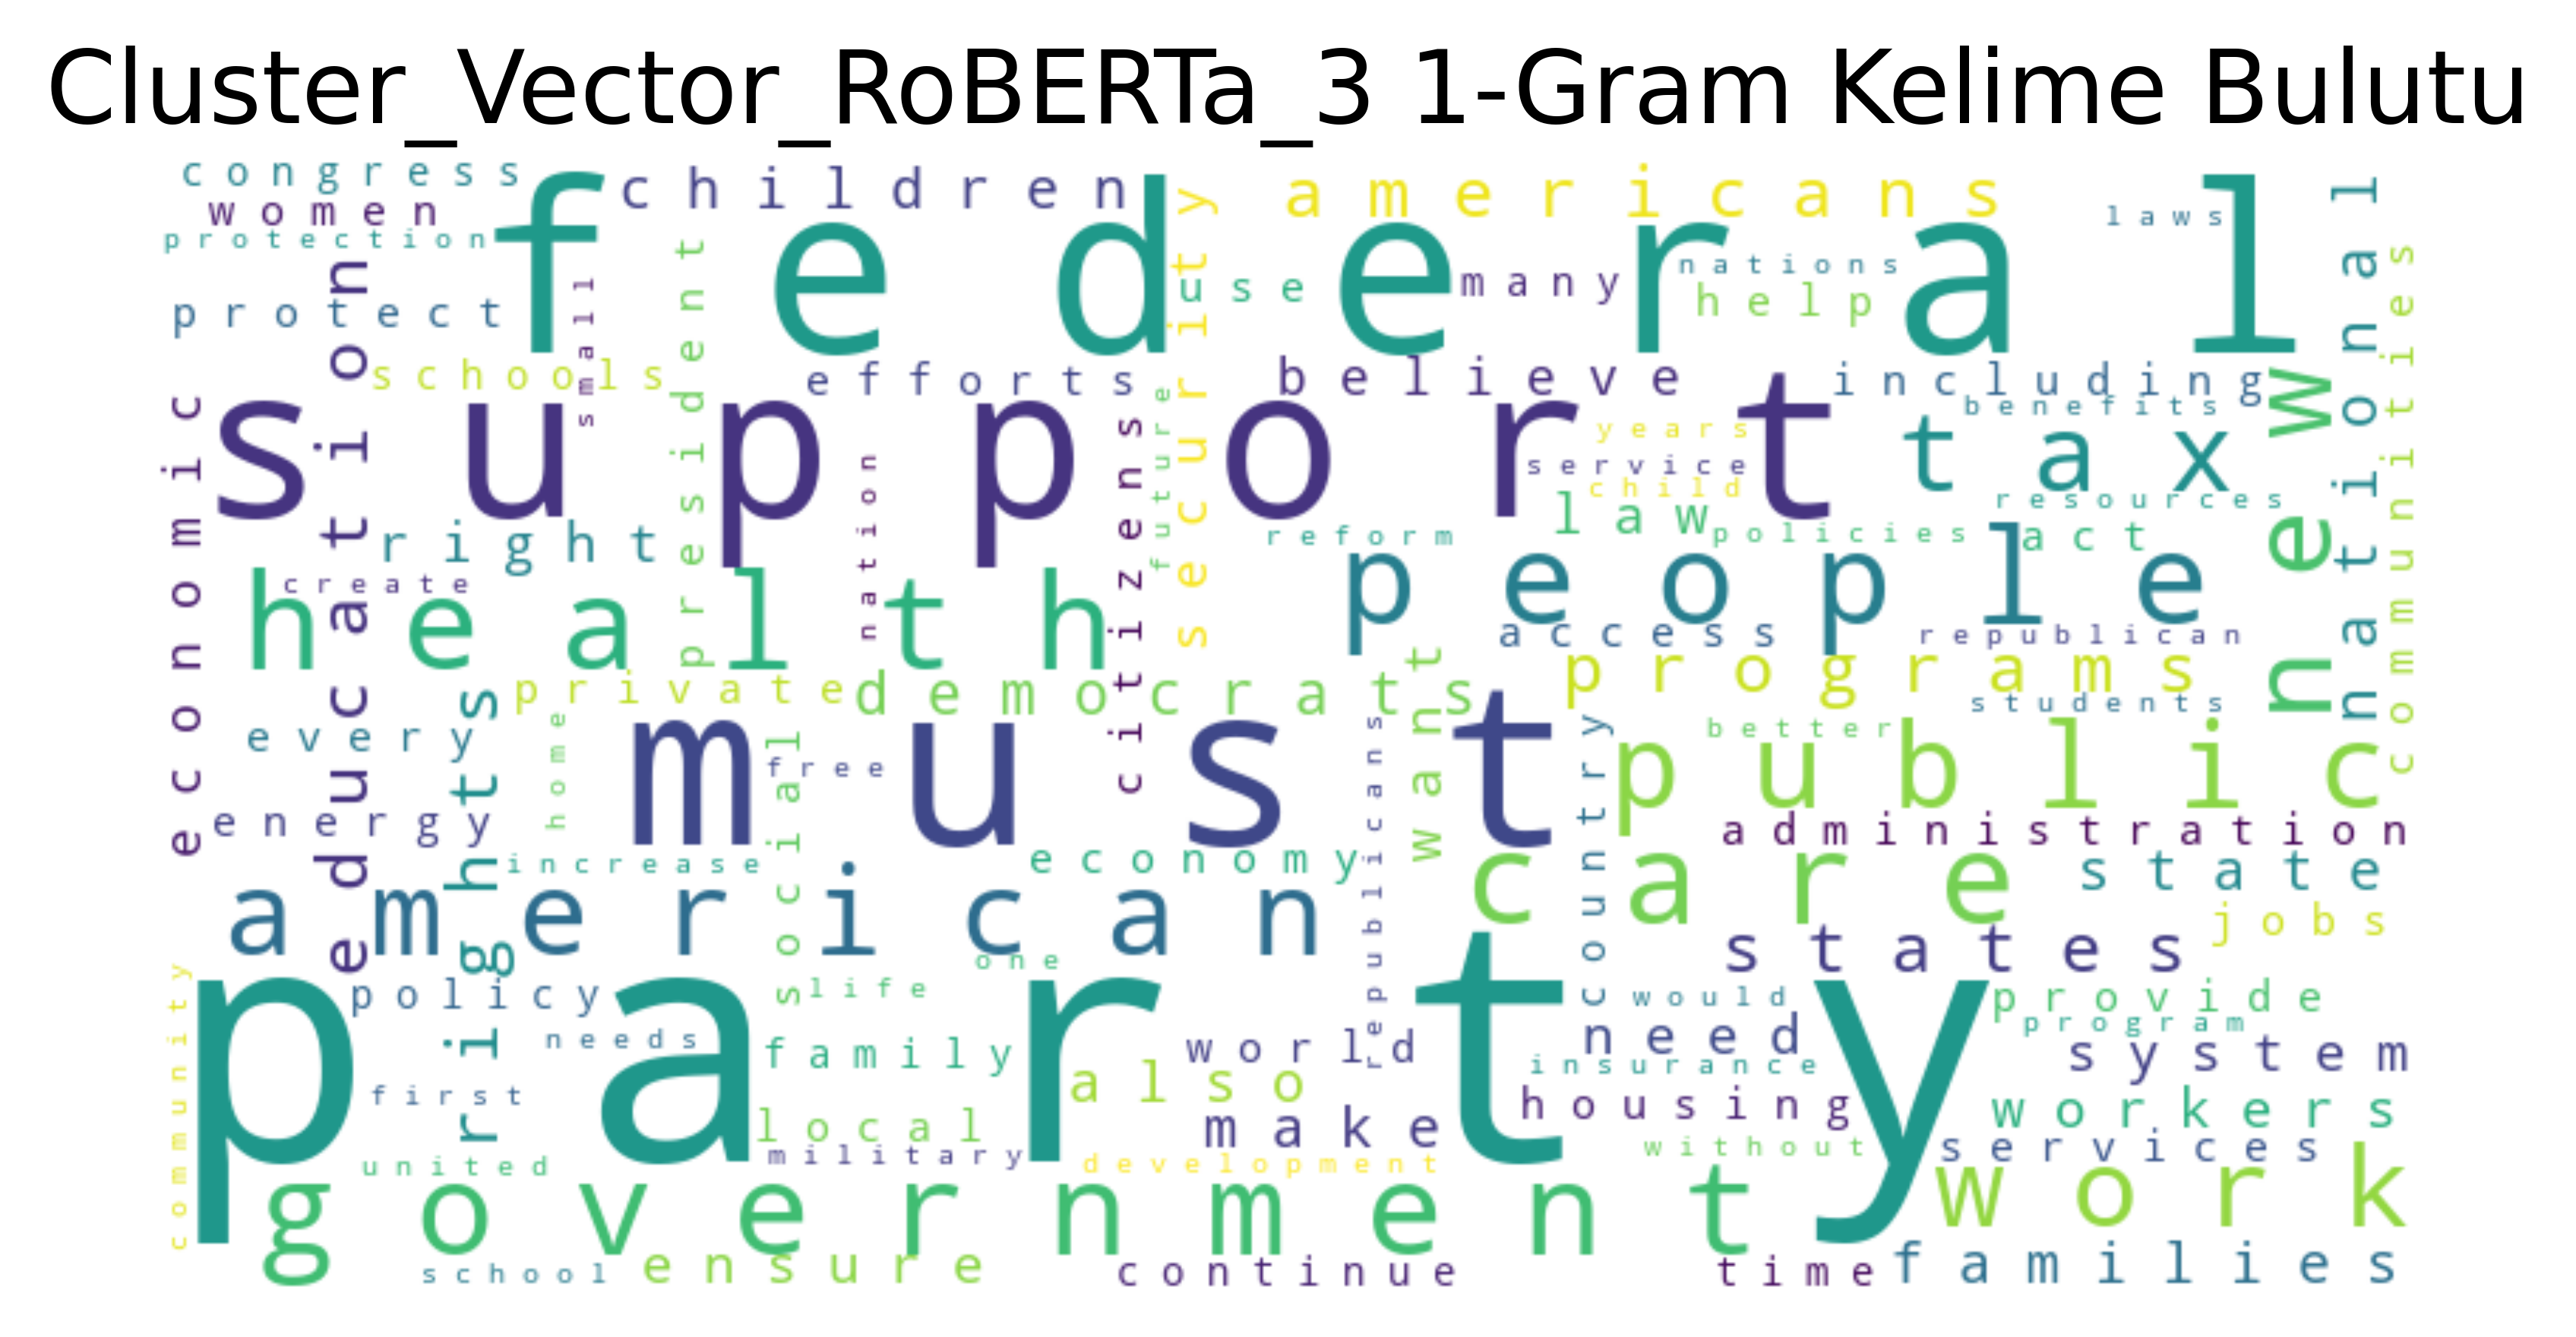 Cluster_Vector_RoBERTa_3 1-Gram Kelime Bulutu
congress
women
protection
protect
children
americans
laws
federal
security
national
communities
small
president
use
many
nations
help
education
schools
efforts
believe
including
benefits
new
economic
support
future
citizens
nation
years
service
child
tax
resources
right
law
policies
act
reform
create
health
people
access
republican
private
democrats
want
programs
students
rights
every
home
free
must
better
public
social
country
republicans
energy
increase
economy
administration
american
care
state
states
jobs
one
community
policy
life
would
provide
program
party
needs
family
world
need
system
insurance
first
also
housing
workers
local
make
military
without
services
united
development
government
work
school
ensure
continue
time
families